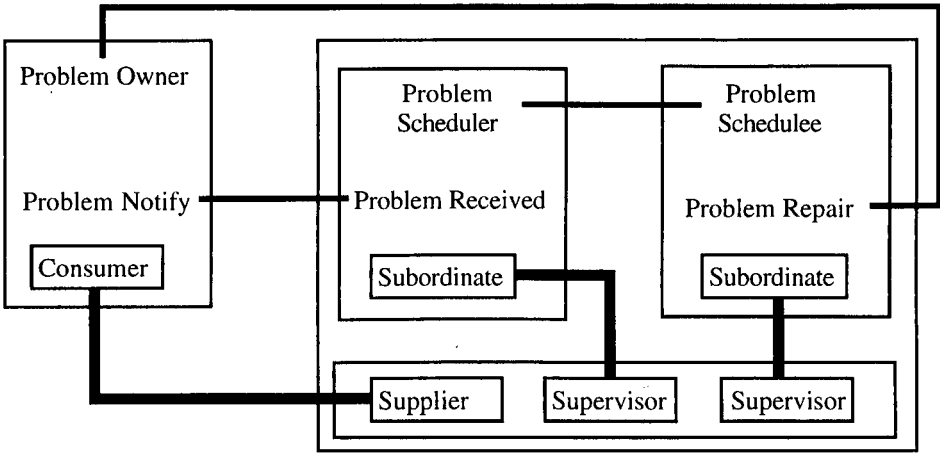 Problem Owner
Problem Notify
Consumer
Problem
Scheduler
Problem Received
Subordinate
Problem
Schedulee
Problem Repair
Subordinate
Supplier
Supervisor
Supervisor